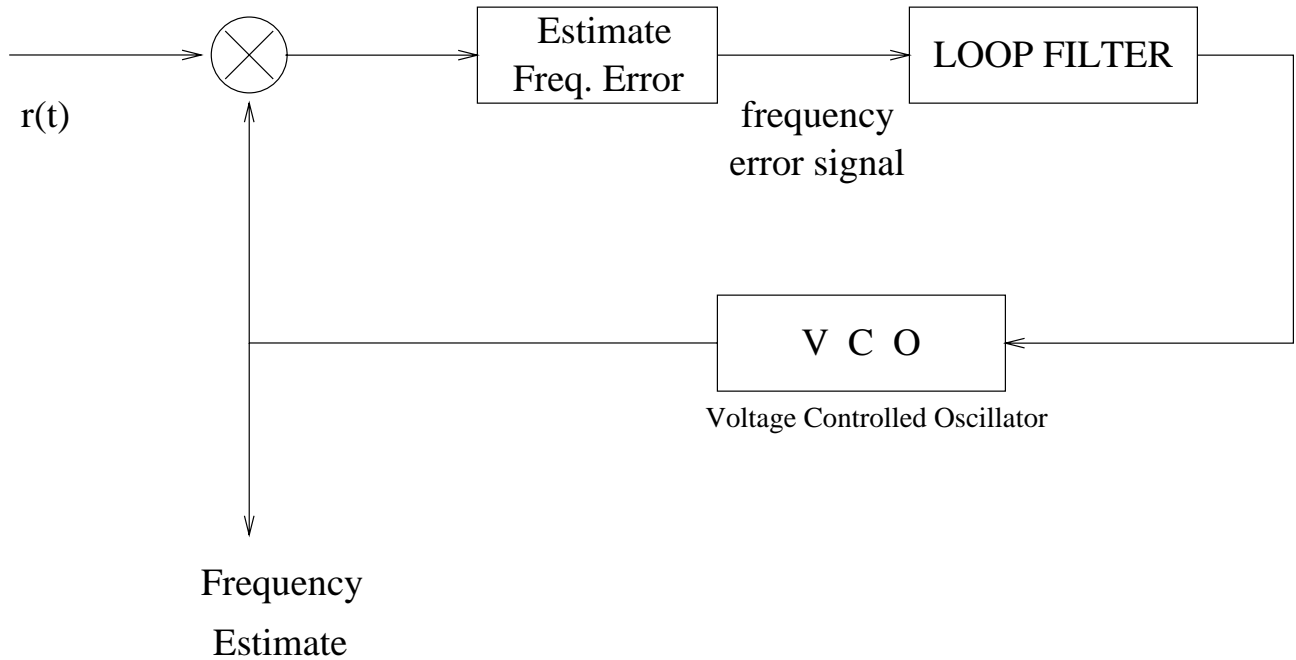 r(t)
Estimate
Freq. Error
frequency
error signal
LOOP FILTER
V C O
Voltage Controlled Oscillator
Frequency
Estimate